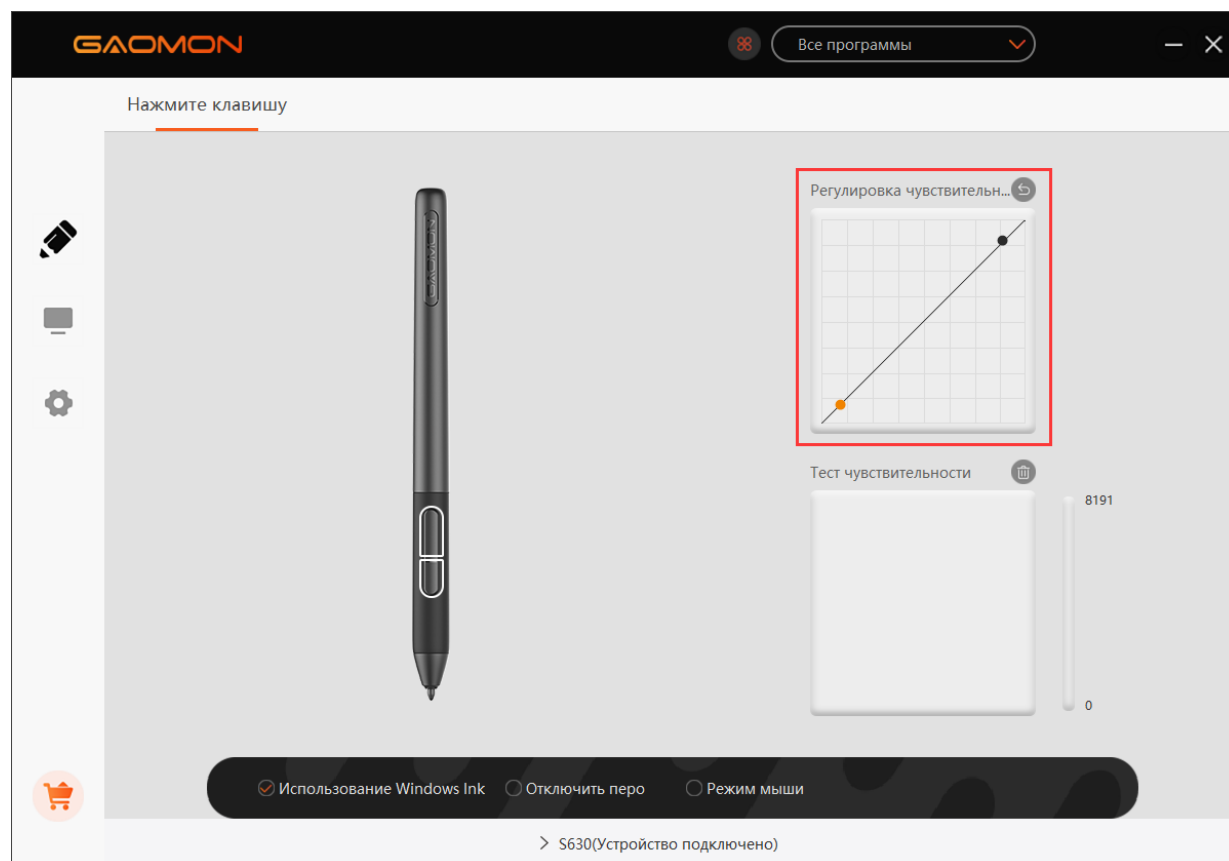 GAOMON
Все программы
Нажмите клавишу
Регулировка чувствительн...
GAOMON
Тест чувствительности
8191
0
Использование Windows Ink
Отключить перо
Режим мыши
S630(Устройство подключено)